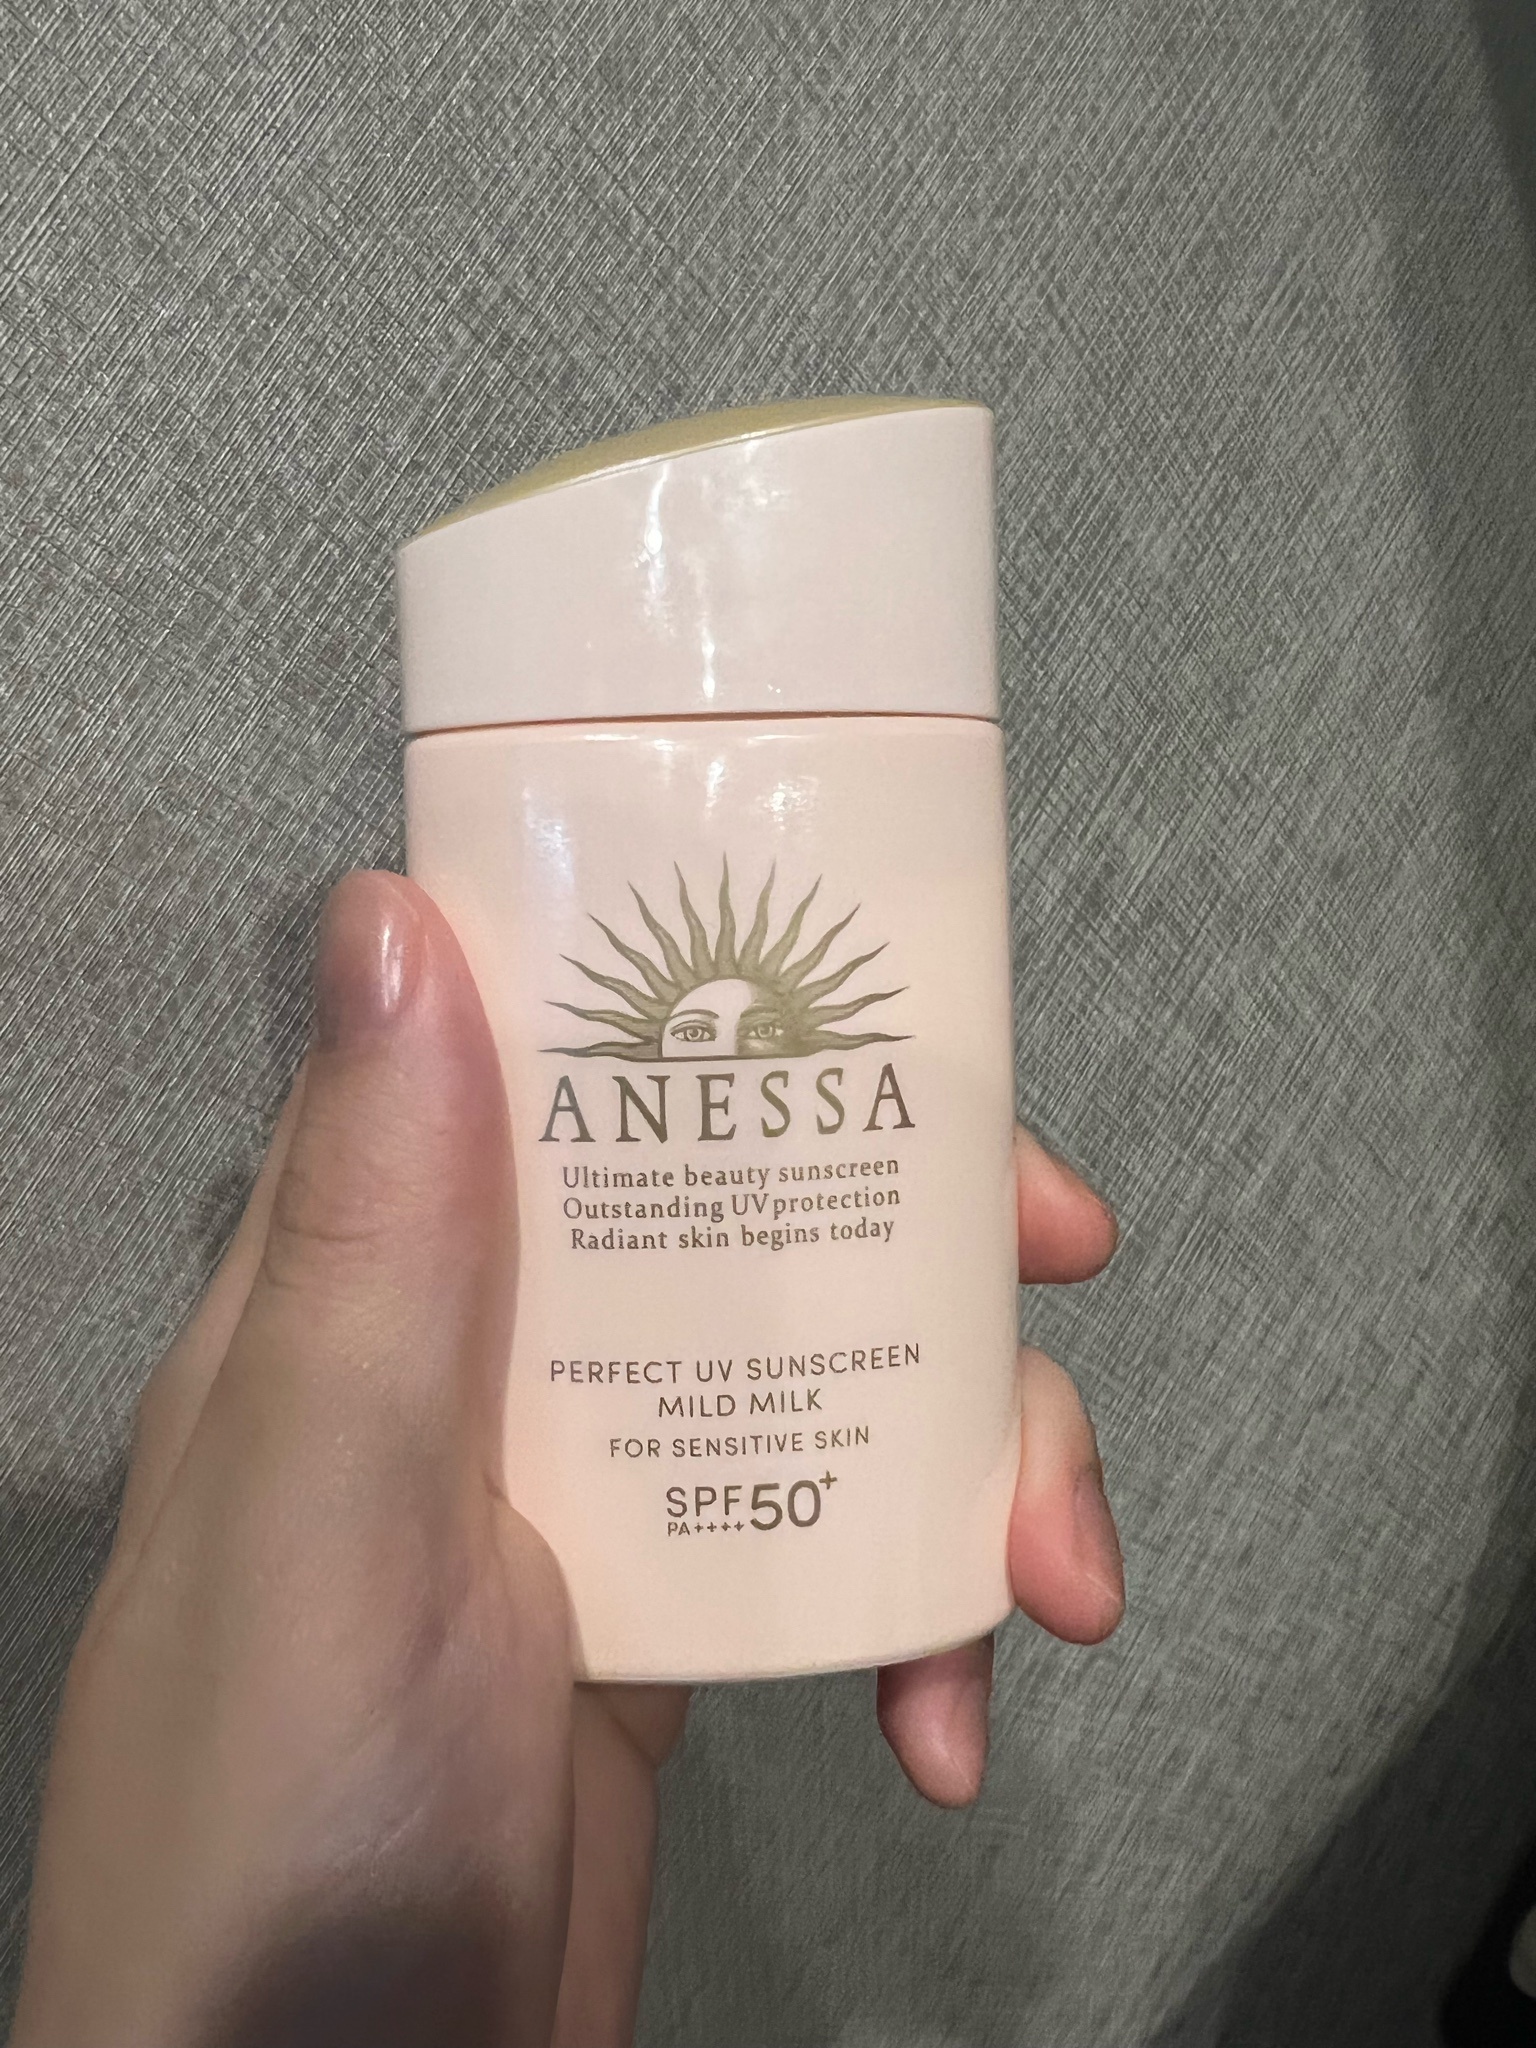 ANESSA
Ultimate beauty sunscreen
Outstanding UV protection
Radiant skin begins today
PERFECT UV SUNSCREEN
MILD MILK
FOR SENSITIVE SKIN
SPF50+
PA++++